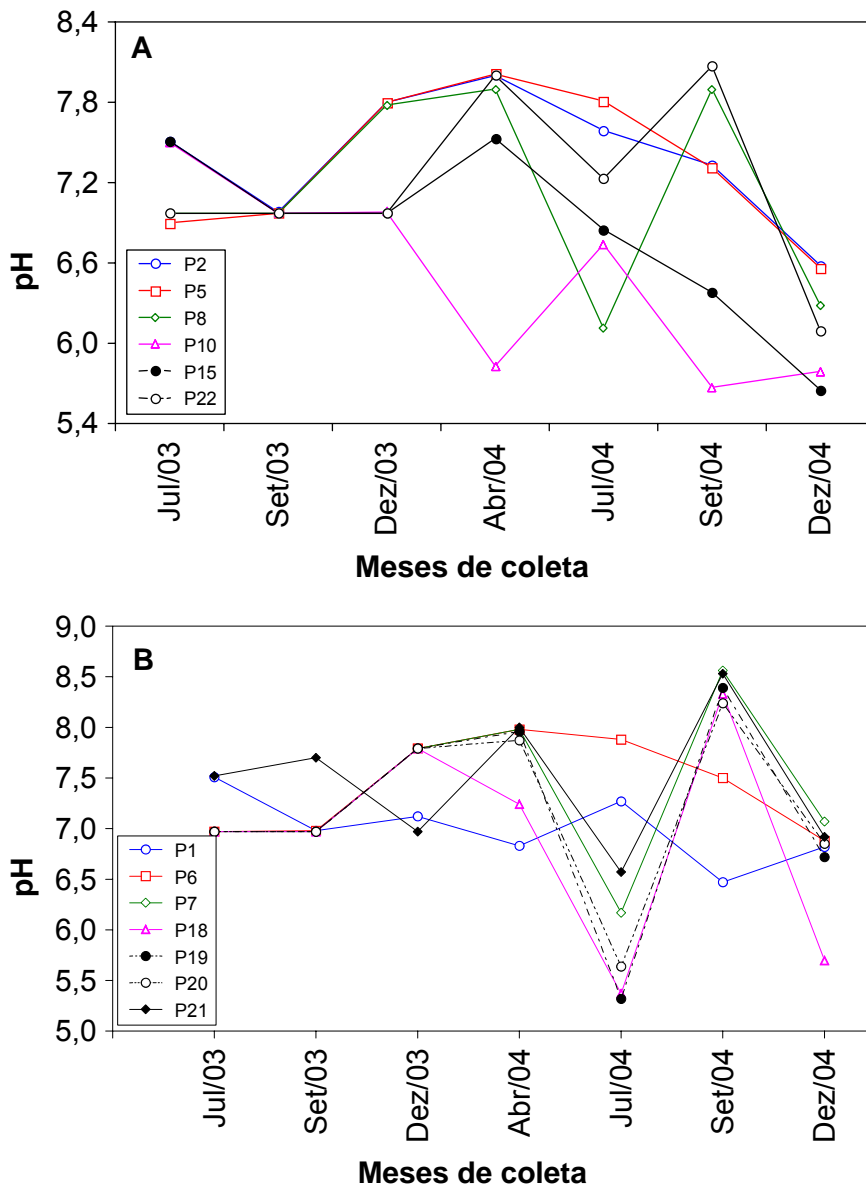 8,4
A
7,8
7,2
pH
6,6
P2
P5
P8
6,0
P10
P15
P22
5,4
Jul/03
Set/03
Dez/03
Abr/04
Jul/04
Set/04
Dez/04
Meses de coleta
9,0
B
8,5
8,0
7,5
pH
7,0
6,5
P1
P6
6,0
P7
P18
5,5
P19
P20
5,0
P21
Jul/03
Set/03
Dez/03
Abr/04
Jul/04
Set/04
Dez/04
Meses de coleta